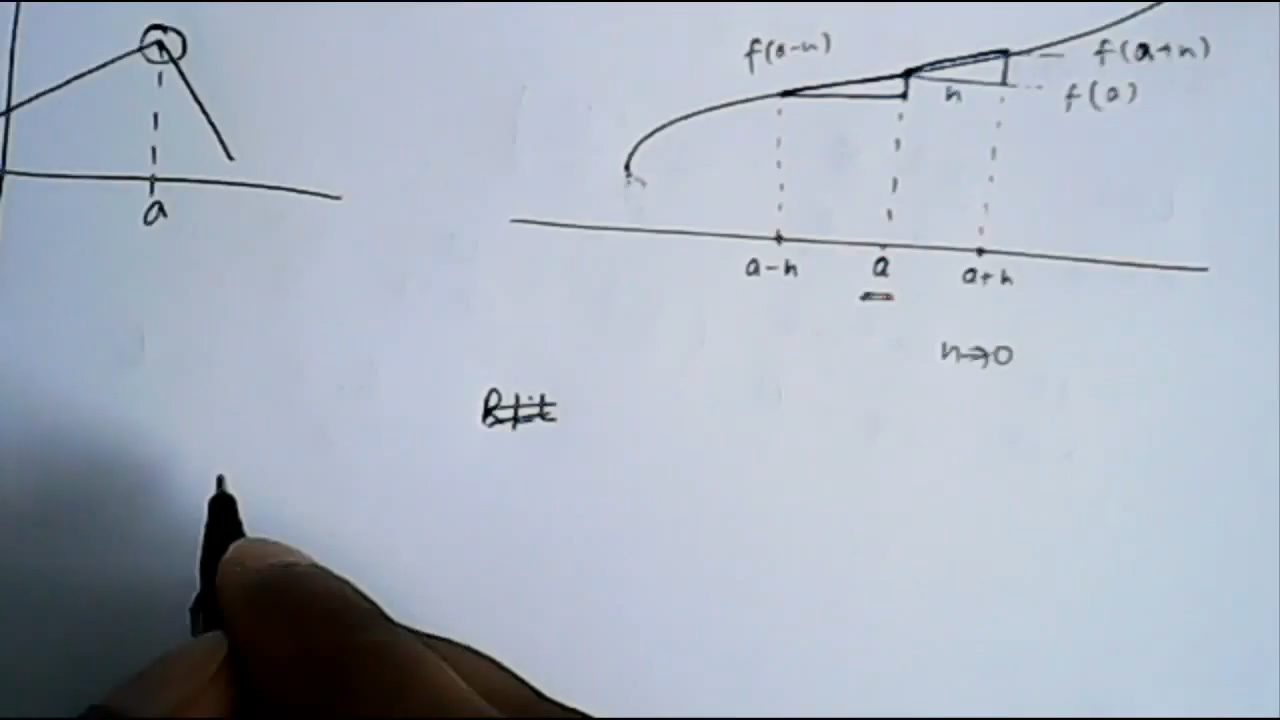 a
f(a-h)
f(a+h)
h
f(a)
a-h
a
a+h
h→0